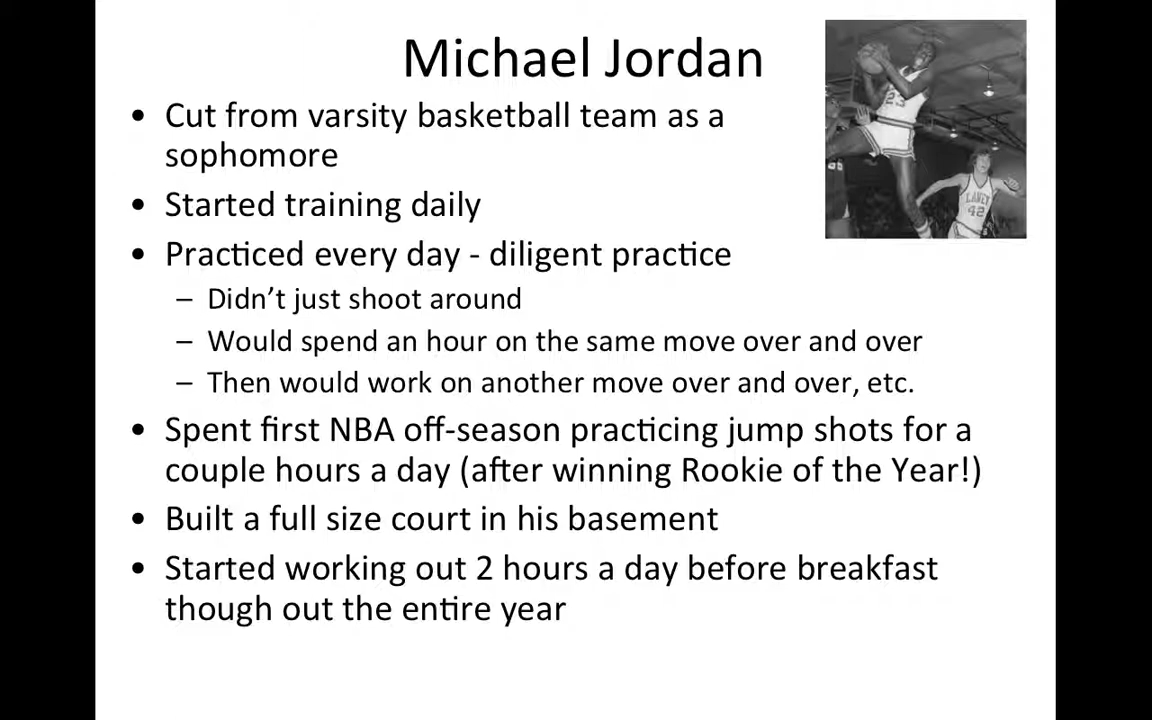 Michael Jordan
• Cut from varsity basketball team as a
sophomore
• Started training daily
• Practiced every day - diligent practice
– Didn’t just shoot around
– Would spend an hour on the same move over and over
– Then would work on another move over and over, etc.
• Spent first NBA off-season practicing jump shots for a
couple hours a day (after winning Rookie of the Year!)
• Built a full size court in his basement
• Started working out 2 hours a day before breakfast
though out the entire year
23
LANEY
42